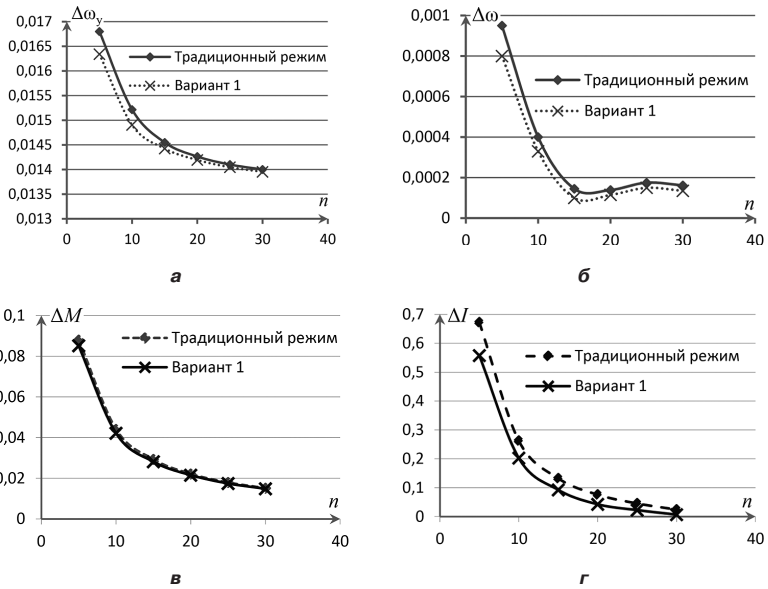 Δω_у
0,017
0,0165
0,016
0,0155
0,015
0,0145
0,014
0,0135
0,013
Традиционный режим
Вариант 1
n
0 10 20 30 40
а
Δω
0,001
0,0008
0,0006
0,0004
0,0002
0
Традиционный режим
Вариант 1
n
0 10 20 30 40
б
ΔM
0,1
0,08
0,06
0,04
0,02
0
Традиционный режим
Вариант 1
n
0 10 20 30 40
в
ΔI
0,7
0,6
0,5
0,4
0,3
0,2
0,1
0
Традиционный режим
Вариант 1
n
0 10 20 30 40
г